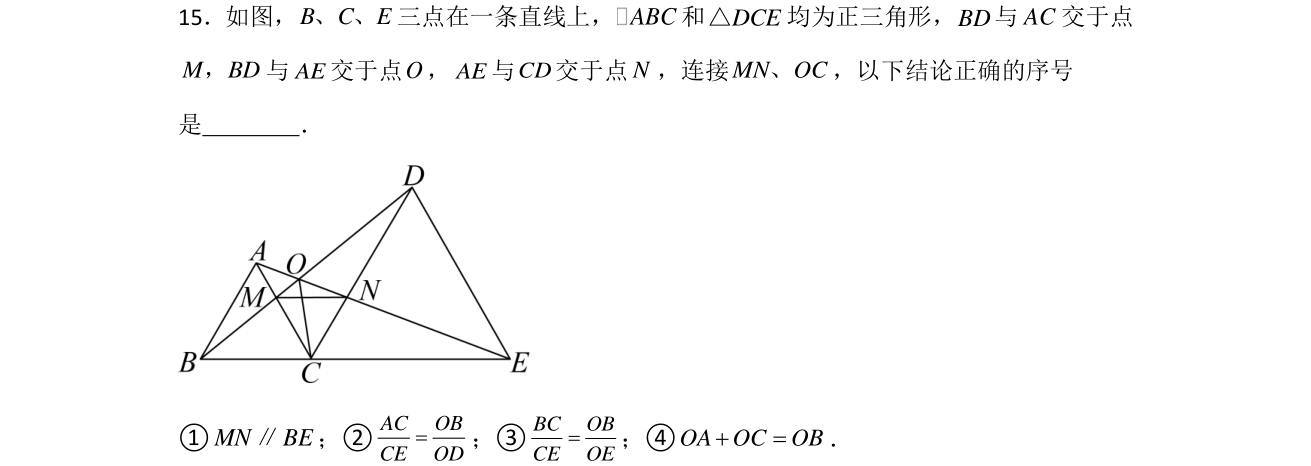 15．如图，B、C、E 三点在一条直线上，□ABC 和 △DCE 均为正三角形，BD 与 AC 交于点
M，BD 与 AE 交于点 O，AE 与 CD 交于点 N，连接 MN、OC，以下结论正确的序号
是________．
D
A
O
M
N
B
C
E
① MN // BE；② AC/CE = OB/OD；③ BC/CE = OB/OE；④ OA + OC = OB．